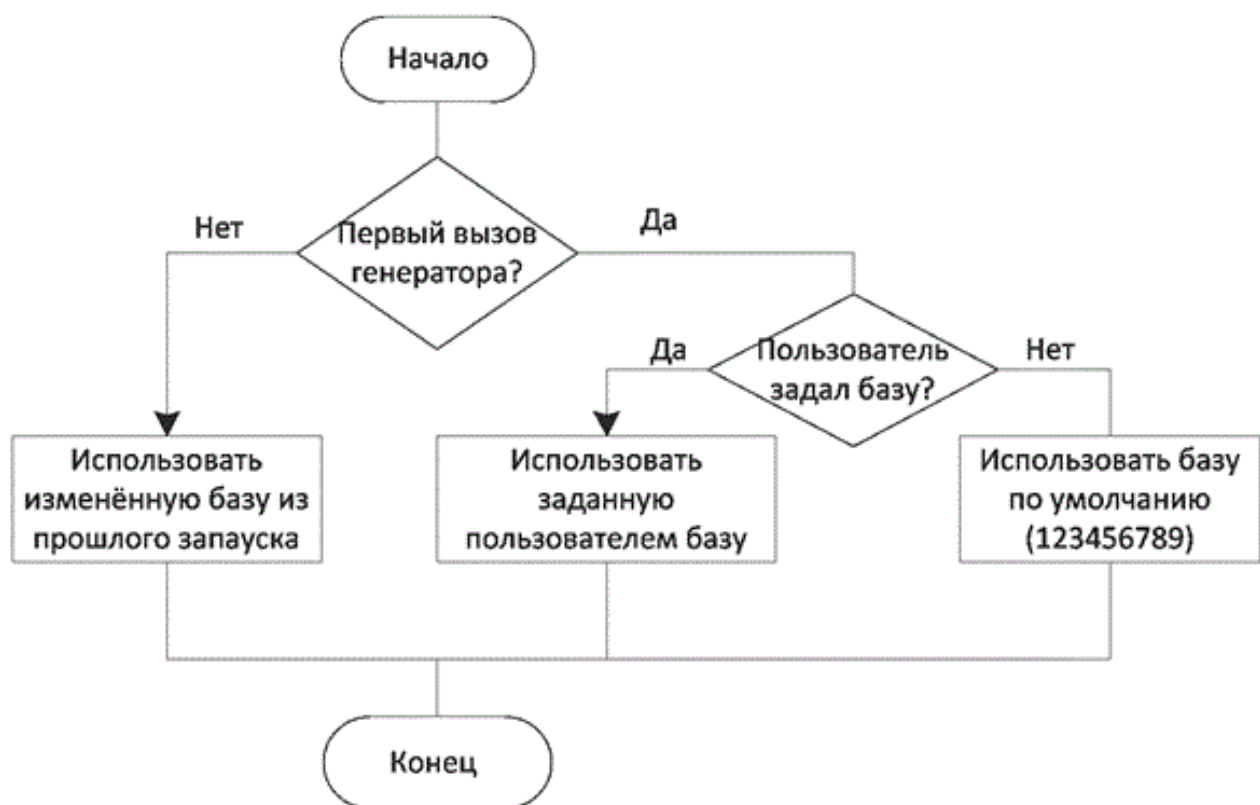 Начало
Нет
Да
Первый вызов
генератора?
Да
Пользователь
задал базу?
Нет
Использовать
изменённую базу из
прошлого запауска
Использовать
заданную
пользователем базу
Использовать базу
по умолчанию
(123456789)
Конец